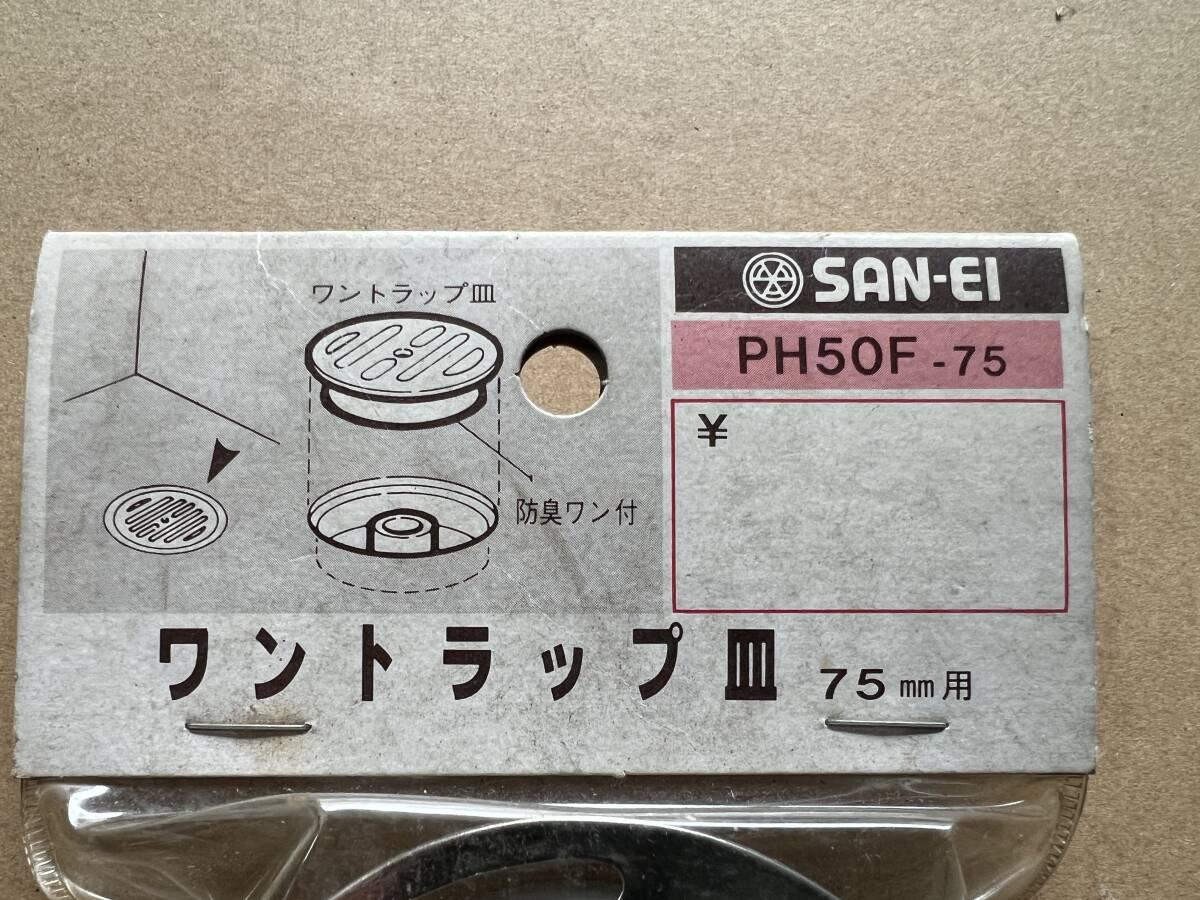 ワントラップ皿
防臭ワン付
SAN-EI
PH50F -75
¥
ワントラップ皿 75㎜用